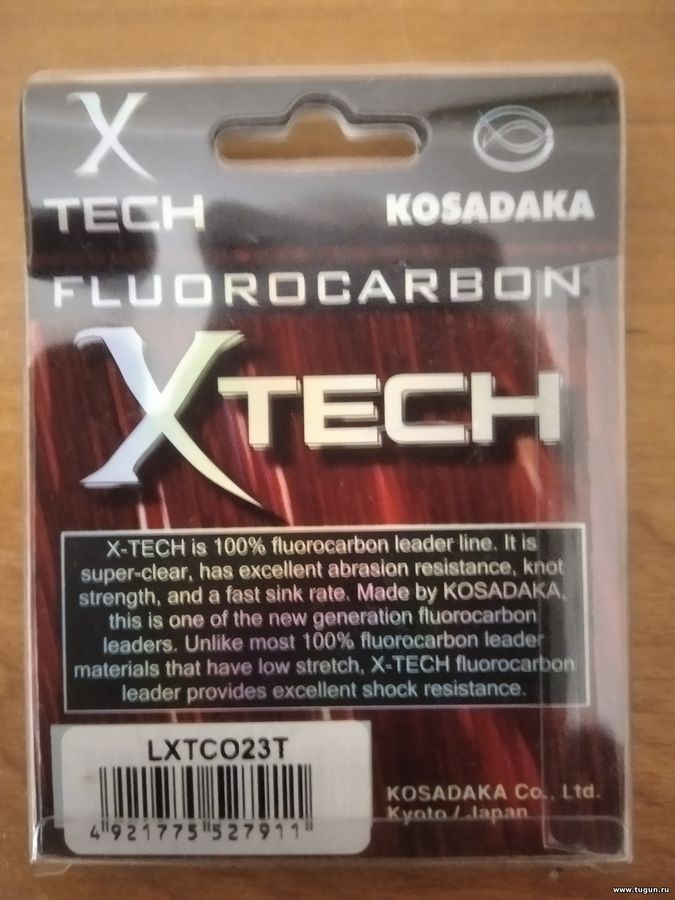 X
TECH
KOSADAKA
FLUOROCARBON
XTECH
X-TECH is 100% fluorocarbon leader line. It is
super-clear, has excellent abrasion resistance, knot
strength, and a fast sink rate. Made by KOSADAKA,
this is one of the new generation fluorocarbon
leaders. Unlike most 100% fluorocarbon leader
materials that have low stretch, X-TECH fluorocarbon
leader provides excellent shock resistance.
LXTCO23T
4 921775 527911
KOSADAKA Co., Ltd.
Kyoto / Japan
www.tugun.ru